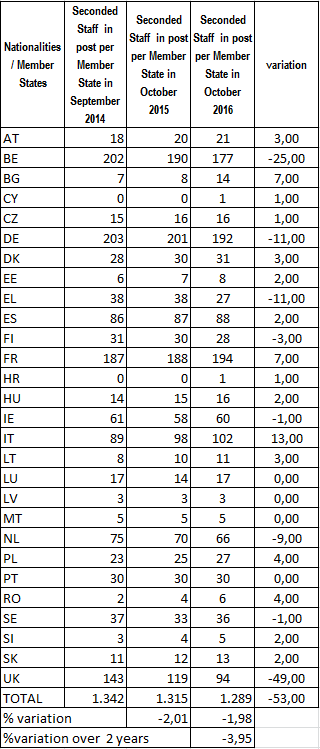 Nationalities / Member States Seconded Staff in post per Member State in September 2014 Seconded Staff in post per Member State in October 2015 Seconded Staff in post per Member State in October 2016 variation
AT 18 20 21 3,00
BE 202 190 177 -25,00
BG 7 8 14 7,00
CY 0 0 1 1,00
CZ 15 16 16 1,00
DE 203 201 192 -11,00
DK 28 30 31 3,00
EE 6 7 8 2,00
EL 38 38 27 -11,00
ES 86 87 88 2,00
FI 31 30 28 -3,00
FR 187 188 194 7,00
HR 0 0 1 1,00
HU 14 15 16 2,00
IE 61 58 60 -1,00
IT 89 98 102 13,00
LT 8 10 11 3,00
LU 17 14 17 0,00
LV 3 3 3 0,00
MT 5 5 5 0,00
NL 75 70 66 -9,00
PL 23 25 27 4,00
PT 30 30 30 0,00
RO 2 4 6 4,00
SE 37 33 36 -1,00
SI 3 4 5 2,00
SK 11 12 13 2,00
UK 143 119 94 -49,00
TOTAL 1.342 1.315 1.289 -53,00
% variation -2,01 -1,98
%variation over 2 years -3,95